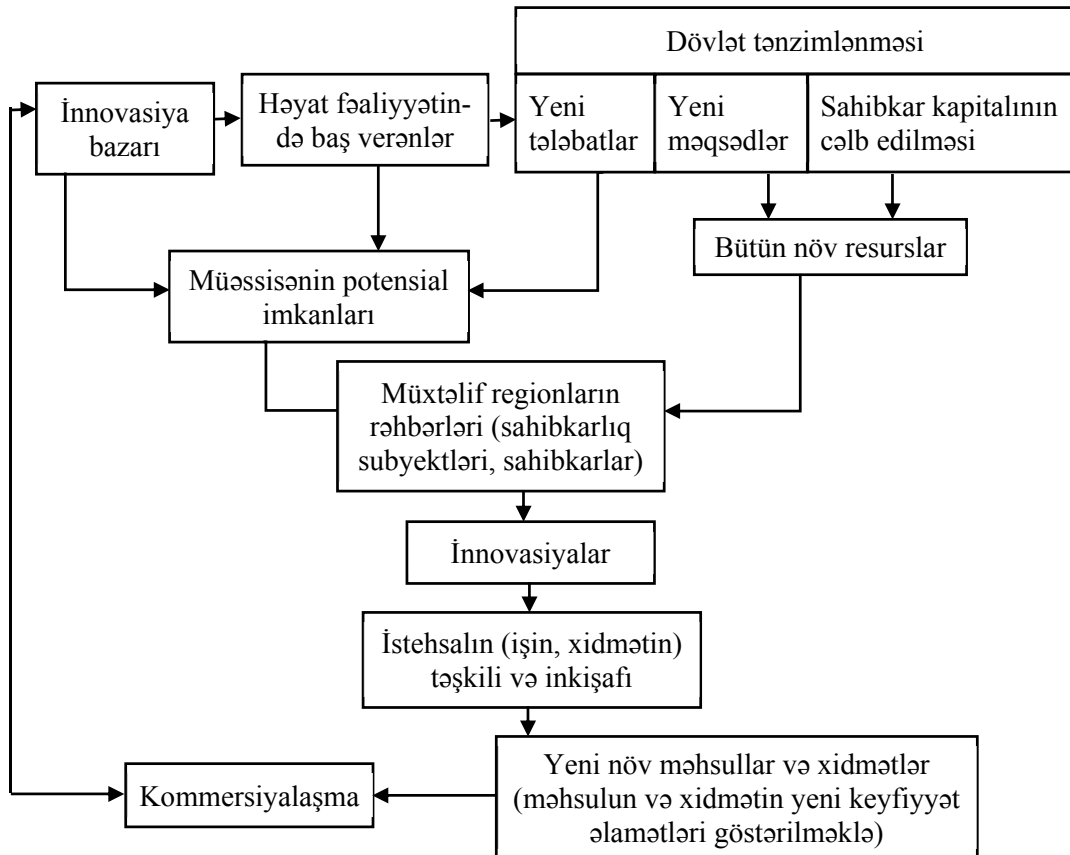 Dövlət tənzimlənməsi
İnnovasiya
bazarı
Həyat fəaliyyətin-
də baş verənlər
Yeni
tələbatlar
Yeni
məqsədlər
Sahibkar kapitalının
cəlb edilməsi
Bütün növ resurslar
Müəssisənin potensial
imkanları
Müxtəlif regionların
rəhbərləri (sahibkarlıq
subyektləri, sahibkarlar)
İnnovasiyalar
İstehsalın (işin, xidmətin)
təşkili və inkişafı
Yeni növ məhsullar və xidmətlər
(məhsulun və xidmətin yeni keyfiyyət
əlamətləri göstərilməklə)
Kommersiyalaşma